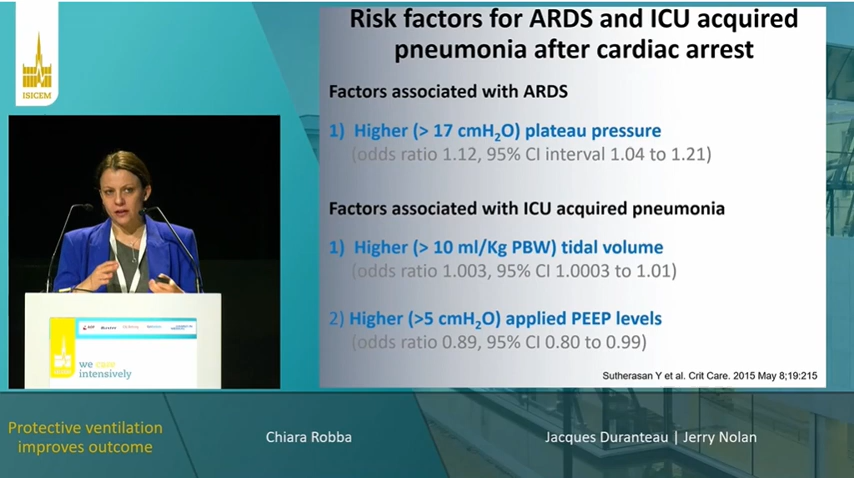 Risk factors for ARDS and ICU acquired
pneumonia after cardiac arrest
ISICEM
Factors associated with ARDS
1) Higher (> 17 cmH₂O) plateau pressure
(odds ratio 1.12, 95% CI interval 1.04 to 1.21)
Factors associated with ICU acquired pneumonia
1) Higher (> 10 ml/Kg PBW) tidal volume
(odds ratio 1.003, 95% CI 1.0003 to 1.01)
2) Higher (>5 cmH₂O) applied PEEP levels
(odds ratio 0.89, 95% CI 0.80 to 0.99)
Sutherasan Y et al. Crit Care. 2015 May 8;19:215
we care
intensively
Protective ventilation
improves outcome
Chiara Robba
Jacques Duranteau | Jerry Nolan